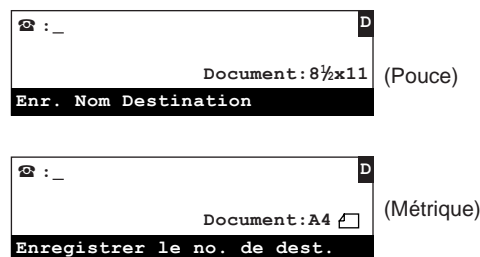 ☎ :_ D
Document:8½x11
(Pouce)
Enr. Nom Destination
☎ :_ D
Document:A4
(Métrique)
Enregistrer le no. de dest.